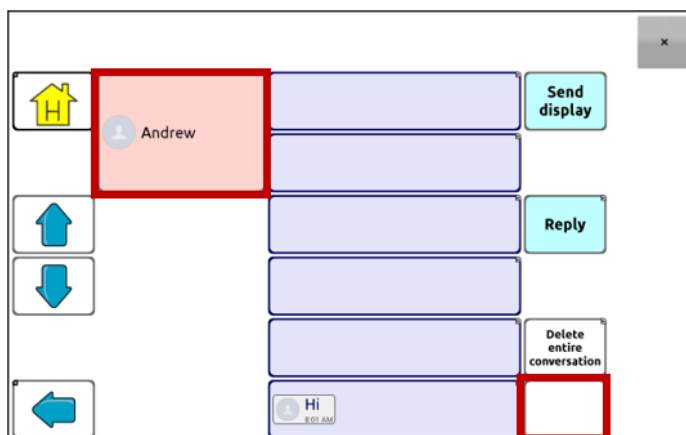 ×
H
Andrew
Send
display
Reply
Delete
entire
conversation
Hi
8:01 AM